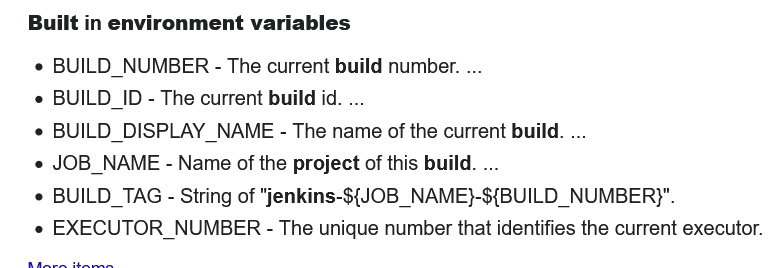 Built in environment variables
• BUILD_NUMBER - The current build number. ...
• BUILD_ID - The current build id. ...
• BUILD_DISPLAY_NAME - The name of the current build. ...
• JOB_NAME - Name of the project of this build. ...
• BUILD_TAG - String of "jenkins-${JOB_NAME}-${BUILD_NUMBER}".
• EXECUTOR_NUMBER - The unique number that identifies the current executor.
More items